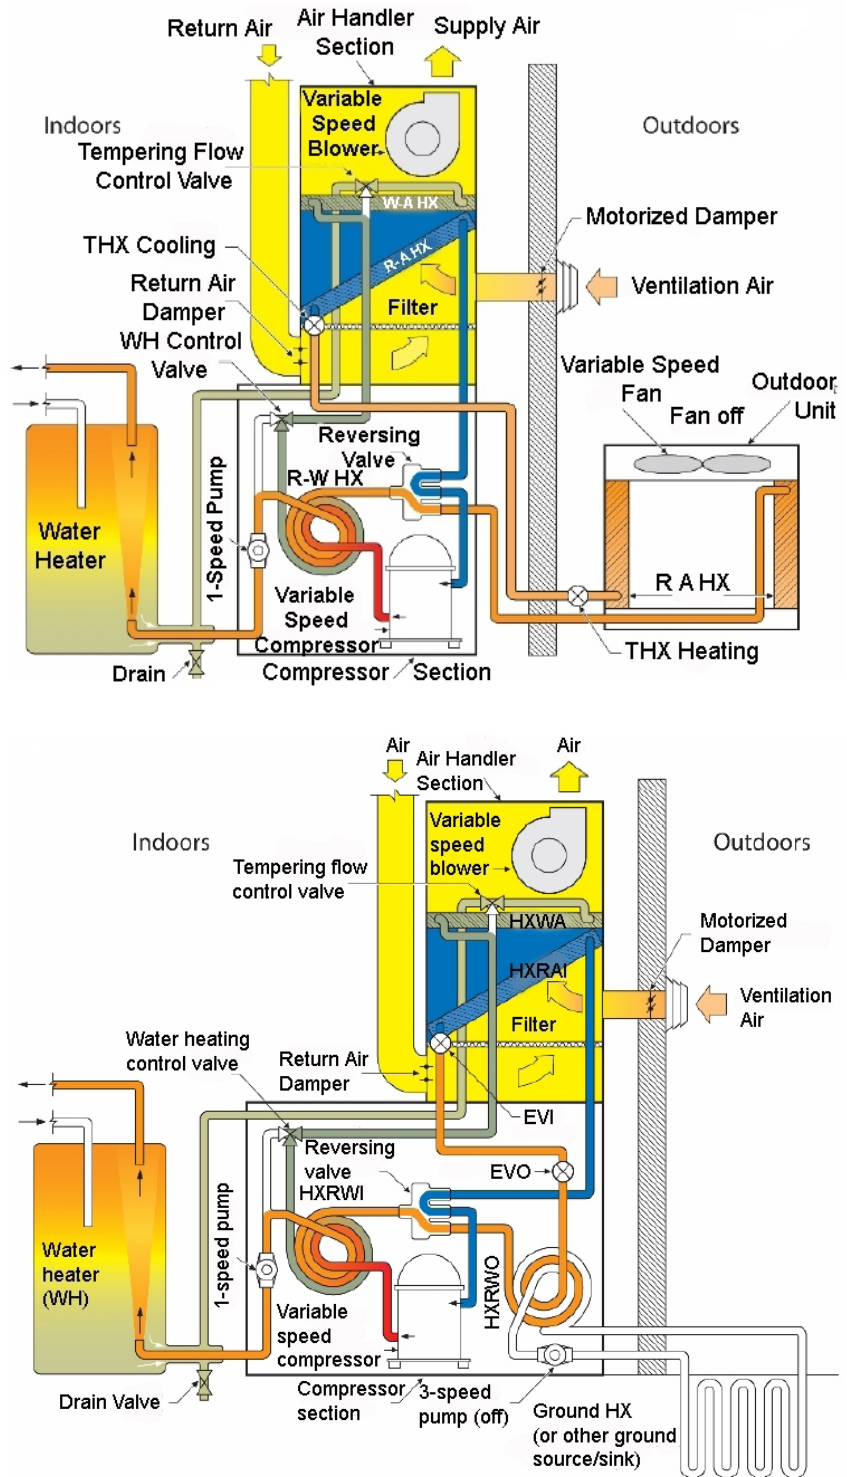 Return Air
Air Handler
Section
Supply Air
Variable
Speed
Blower
Indoors
Outdoors
Tempering Flow
Control Valve
W-A HX
Motorized Damper
THX Cooling
R-A HX
Return Air
Damper
Filter
Ventilation Air
WH Control
Valve
Variable Speed
Fan
Fan off
Outdoor
Unit
Reversing
Valve
R-W HX
1-Speed Pump
Water
Heater
R A HX
Variable
Speed
Compressor
Compressor
Section
THX Heating
Drain
Air
Air Handler
Section
Air
Variable
speed
blower
Indoors
Outdoors
Tempering flow
control valve
HXWA
Motorized
Damper
HXRAI
Ventilation
Air
Filter
Water heating
control valve
Return Air
Damper
EVI
Reversing
valve
HXRWI
EVO
1-speed pump
Water
heater
(WH)
HXRWO
Variable
speed
compressor
Drain Valve
Compressor
section
3-speed
pump (off)
Ground HX
(or other ground
source/sink)